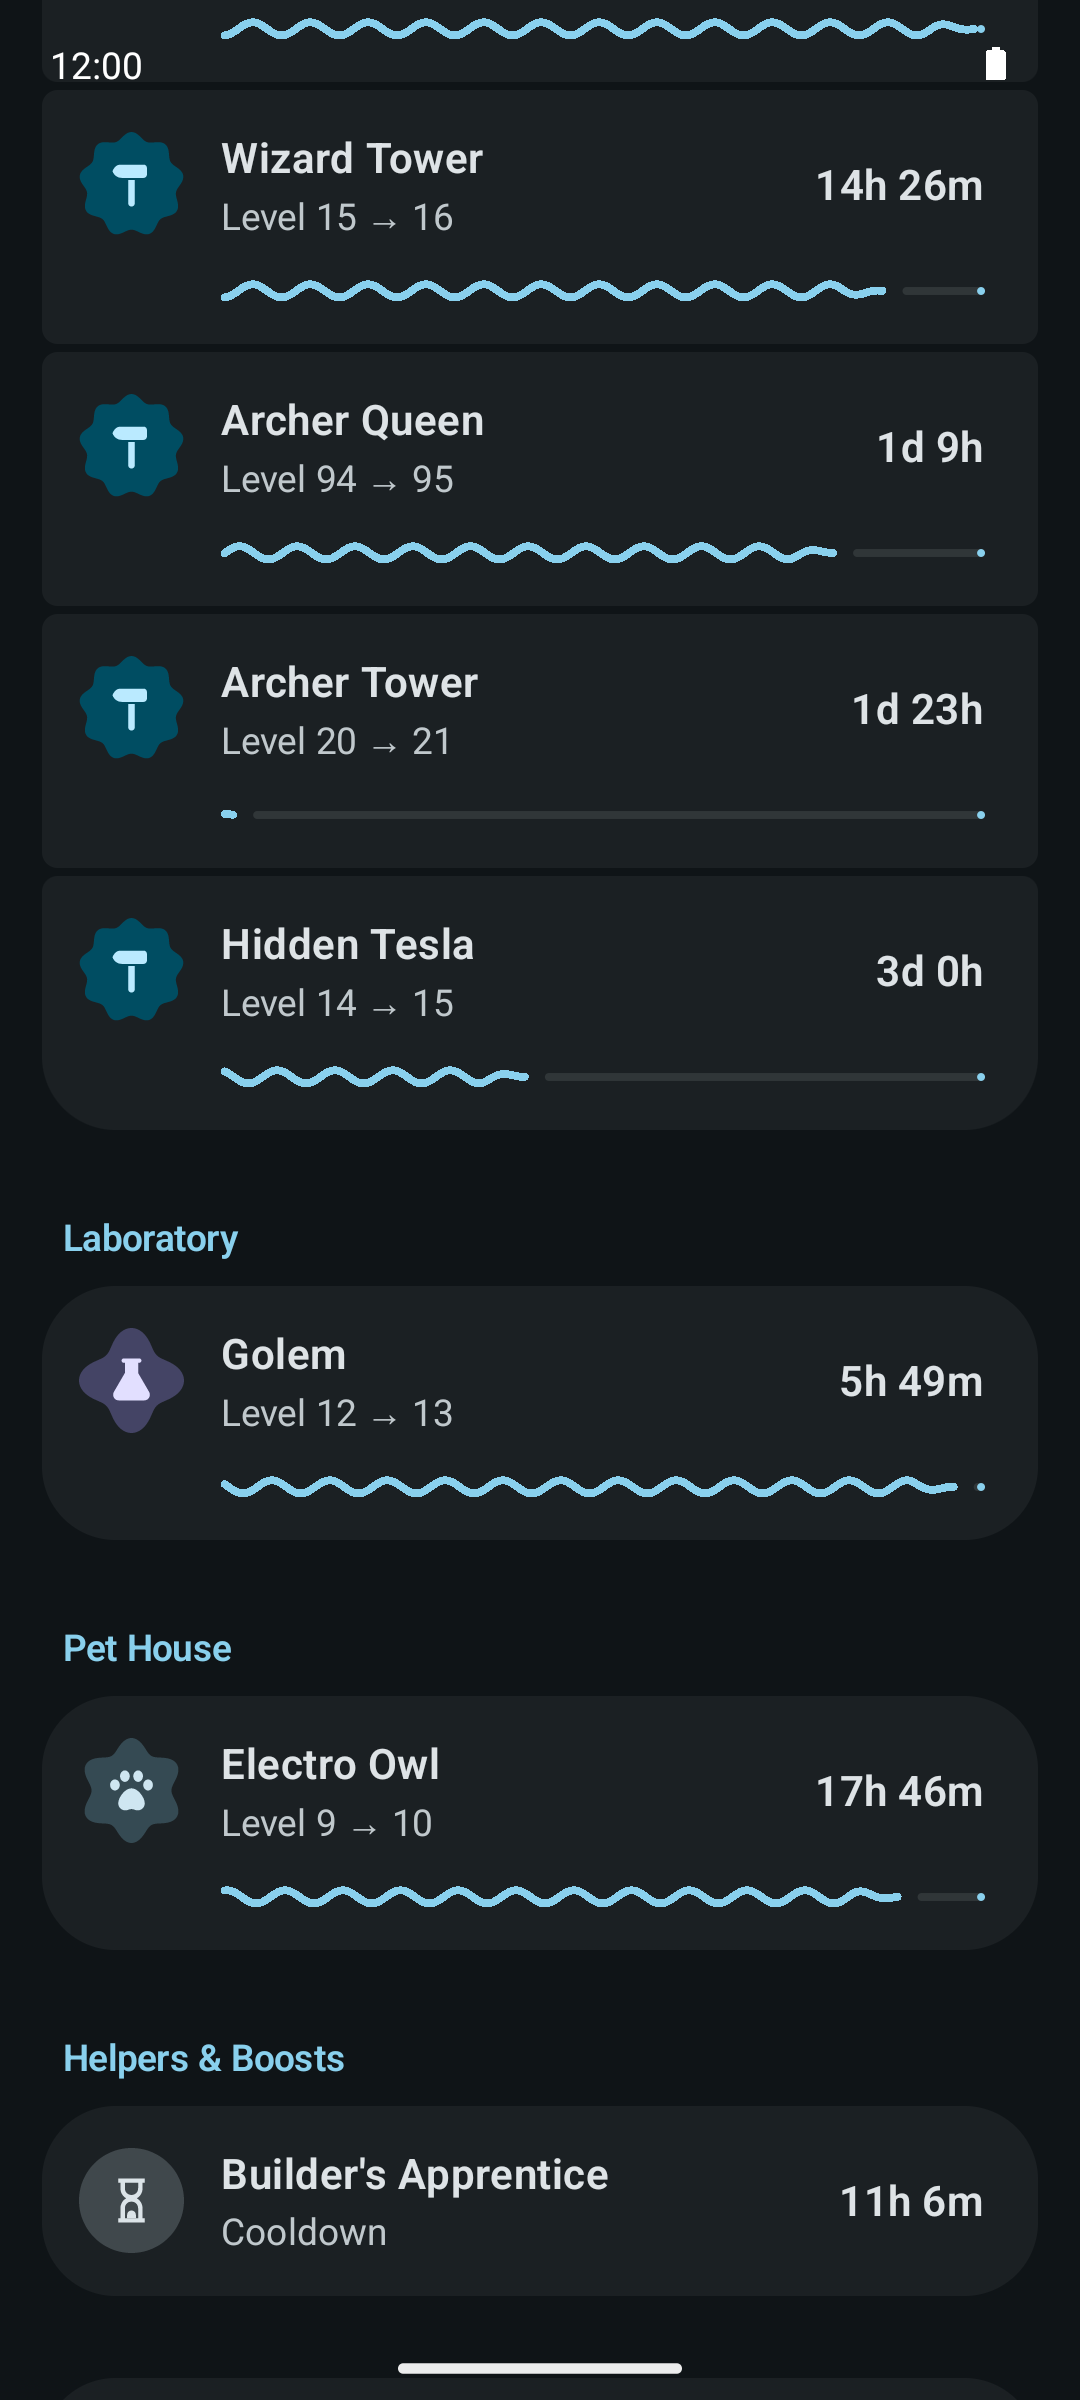 12:00
Wizard Tower
14h 26m
Level 15 → 16
Archer Queen
1d 9h
Level 94 → 95
Archer Tower
1d 23h
Level 20 → 21
Hidden Tesla
3d 0h
Level 14 → 15
Laboratory
Golem
5h 49m
Level 12 → 13
Pet House
Electro Owl
17h 46m
Level 9 → 10
Helpers & Boosts
Builder's Apprentice
11h 6m
Cooldown